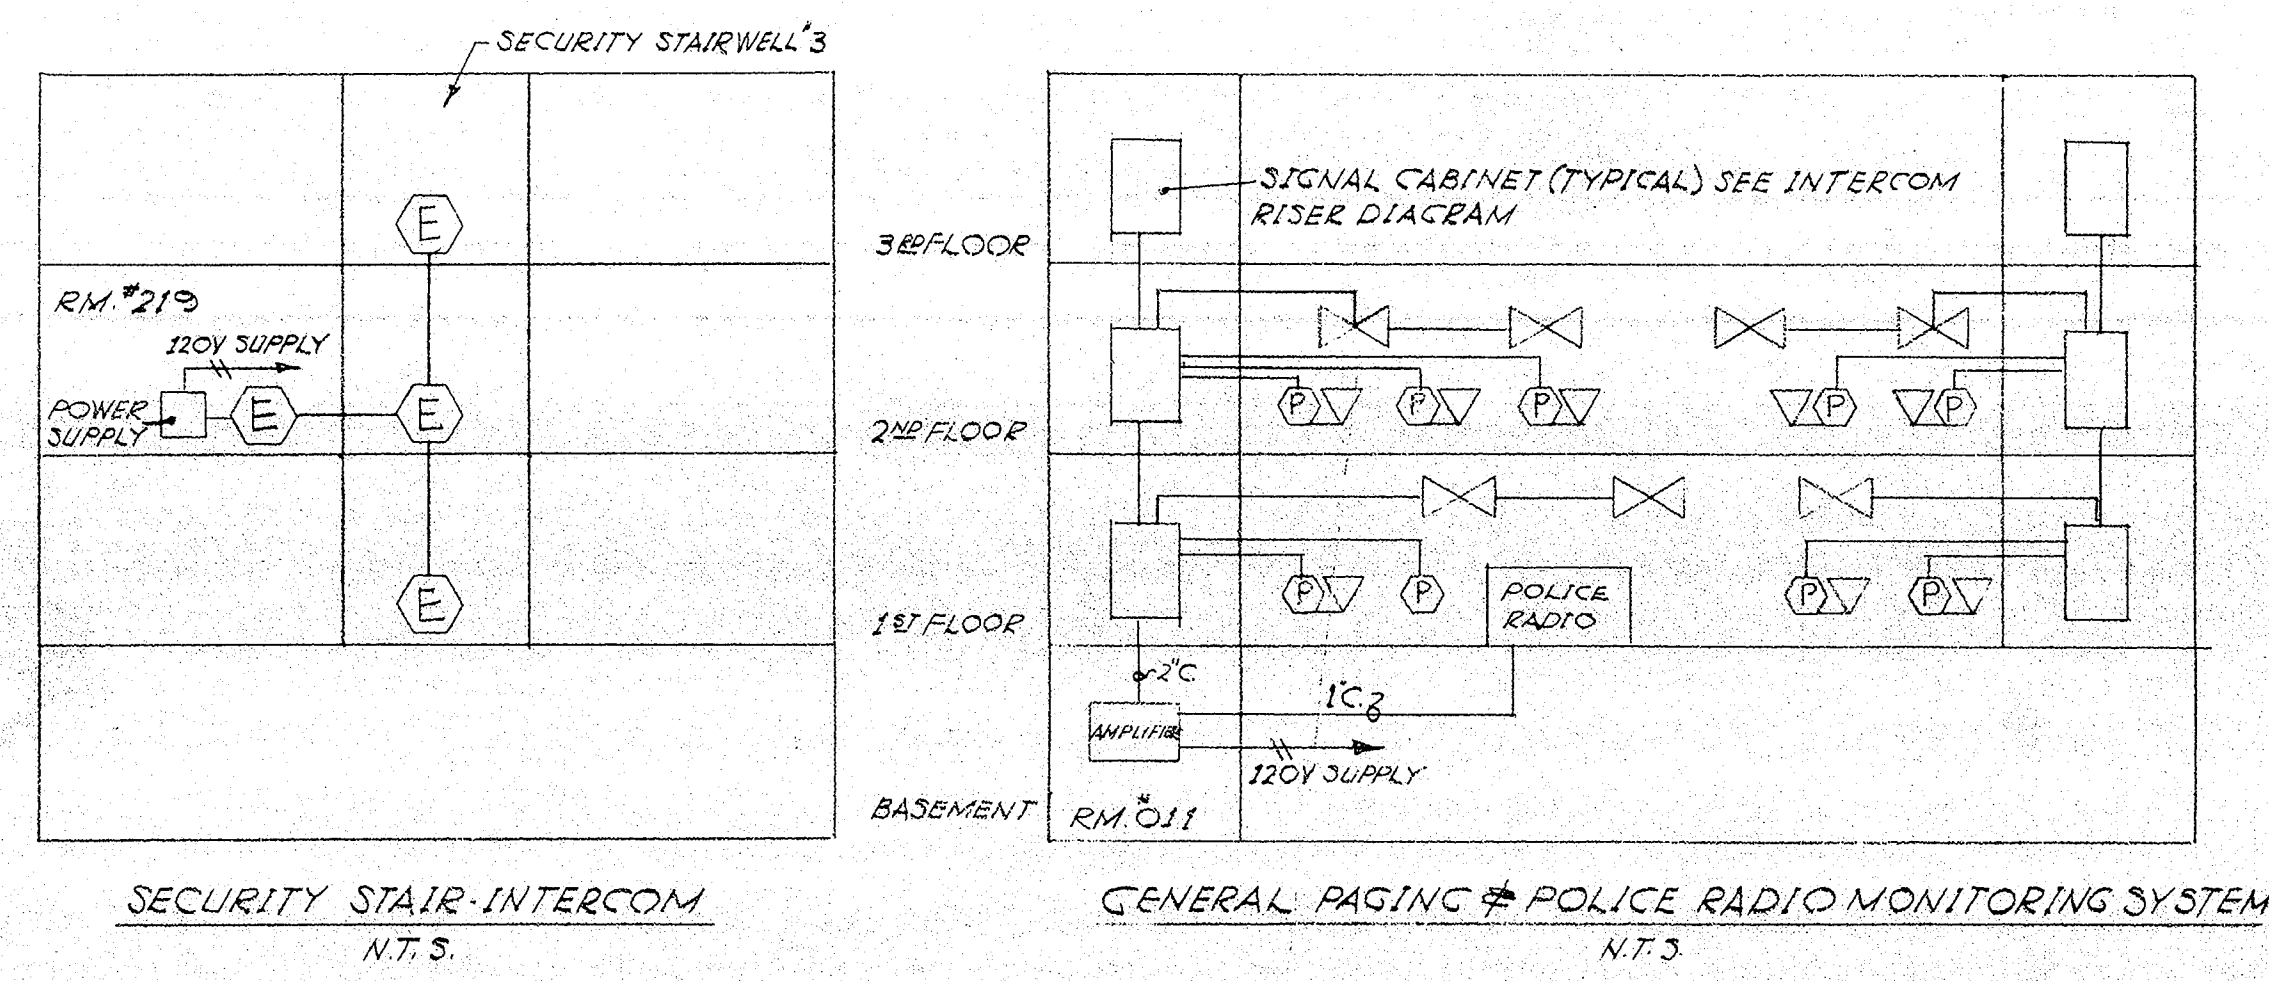 SECURITY STAIRWELL #3
E
RM. #219
120V SUPPLY
POWER
SUPPLY
E
E
E
SECURITY STAIR-INTERCOM
N.T.S.
3RD FLOOR
2ND FLOOR
1ST FLOOR
BASEMENT
SIGNAL CABINET (TYPICAL) SEE INTERCOM
RISER DIAGRAM
P P P P P
P P P P
POLICE
RADIO
2"C.
1"C.
AMPLIFIER
120V SUPPLY
RM. #011
GENERAL PAGING & POLICE RADIO MONITORING SYSTEM
N.T.S.